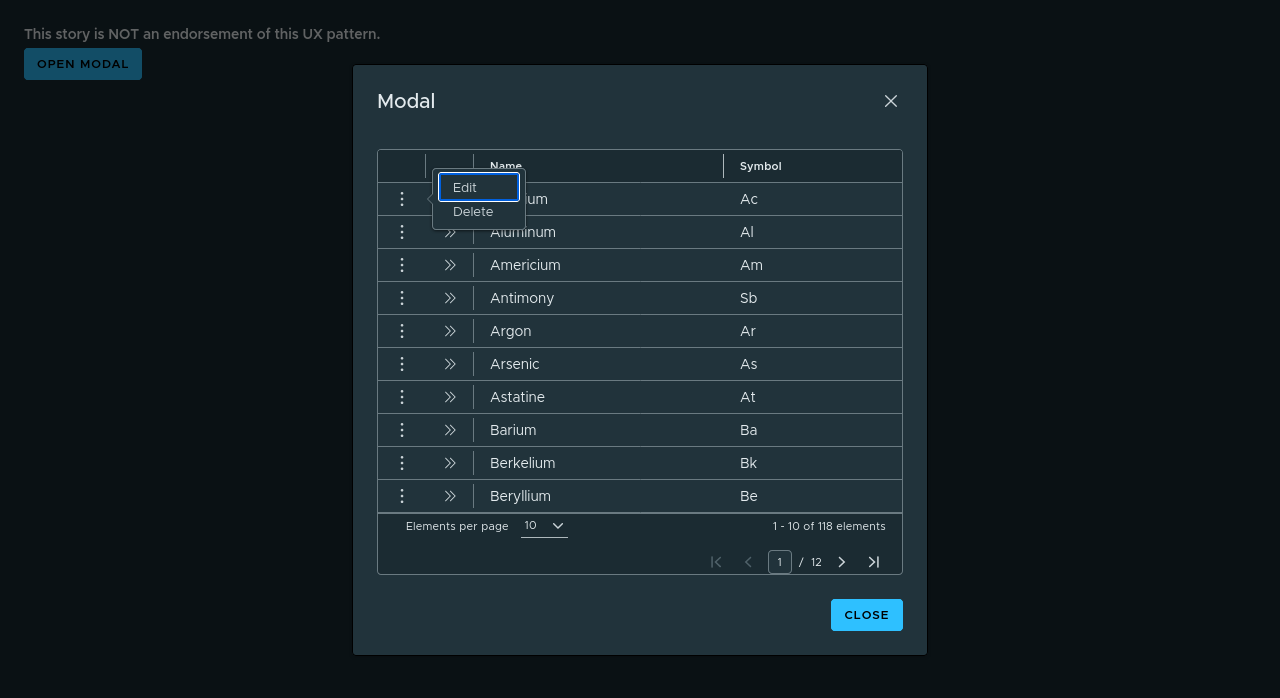 This story is NOT an endorsement of this UX pattern.
OPEN MODAL
Modal
Name Symbol
Edit
Delete
Ac
Aluminum Al
Americium Am
Antimony Sb
Argon Ar
Arsenic As
Astatine At
Barium Ba
Berkelium Bk
Beryllium Be
Elements per page 10 1 - 10 of 118 elements
1 / 12
CLOSE